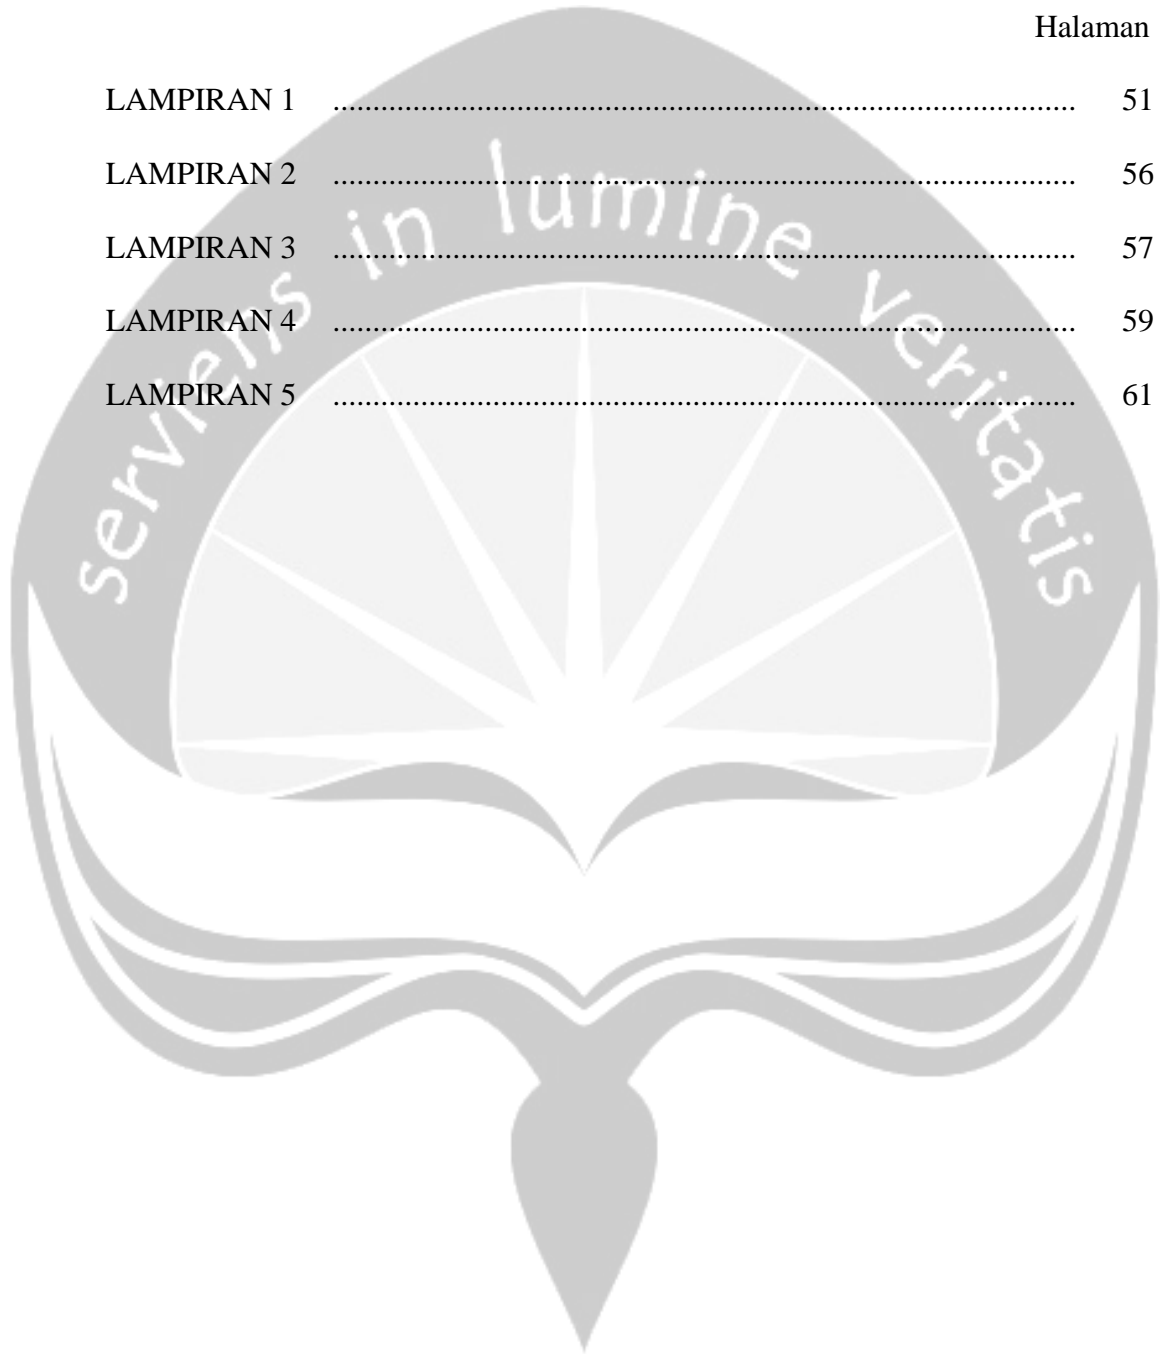 Halaman
LAMPIRAN 1 ............................................................................................... 51
LAMPIRAN 2 ............................................................................................... 56
LAMPIRAN 3 ............................................................................................... 57
LAMPIRAN 4 ............................................................................................... 59
LAMPIRAN 5 ............................................................................................... 61
serviens in lumine veritatis